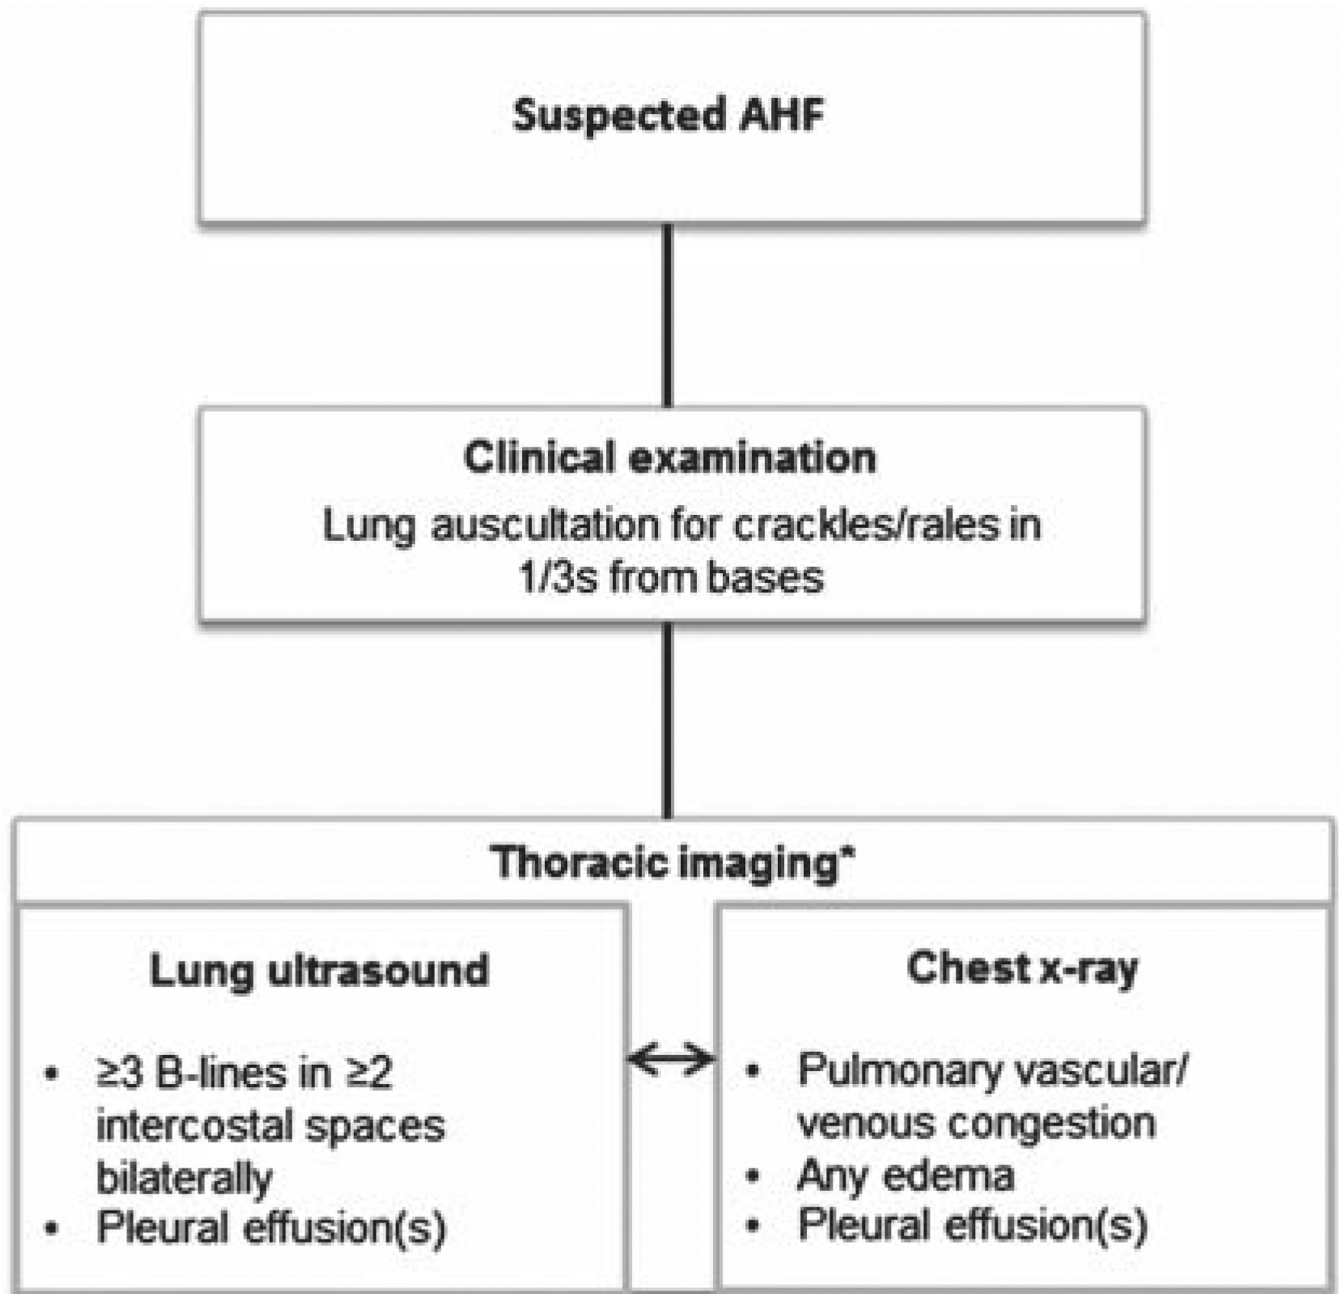 Suspected AHF
Clinical examination
Lung auscultation for crackles/rales in
1/3s from bases
Thoracic imaging*
Lung ultrasound
• ≥3 B-lines in ≥2
intercostal spaces
bilaterally
• Pleural effusion(s)
Chest x-ray
• Pulmonary vascular/
venous congestion
• Any edema
• Pleural effusion(s)